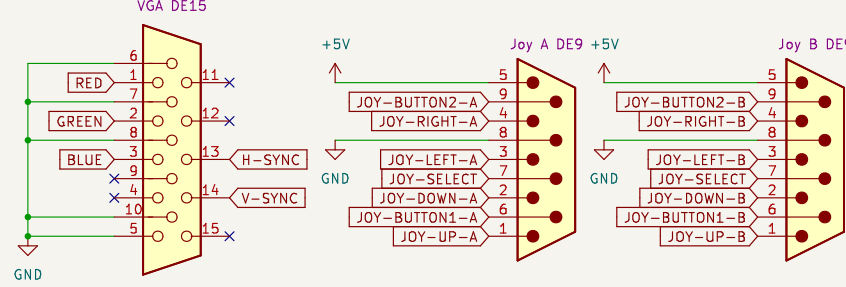 VGA DE15
6
RED 1
11
7
GREEN 2
12
8
BLUE 3
13 H-SYNC
9
4
14 V-SYNC
10
5
15
GND
Joy A DE9
+5V
5
JOY-BUTTON2-A 9
JOY-RIGHT-A 4
8
GND
JOY-LEFT-A 3
JOY-SELECT 7
JOY-DOWN-A 2
JOY-BUTTON1-A 6
JOY-UP-A 1
Joy B DE9
+5V
5
JOY-BUTTON2-B 9
JOY-RIGHT-B 4
8
GND
JOY-LEFT-B 3
JOY-SELECT 7
JOY-DOWN-B 2
JOY-BUTTON1-B 6
JOY-UP-B 1